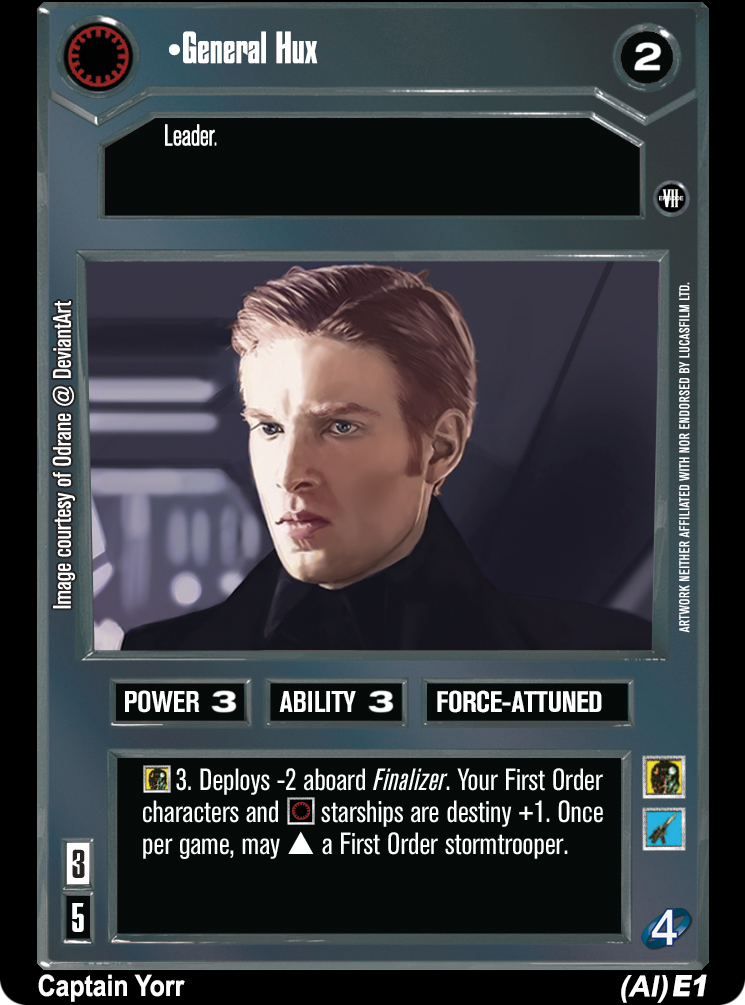 •General Hux
2
Leader.
EPISODE VII
Image courtesy of Odrane @ DeviantArt
ARTWORK NEITHER AFFILIATED WITH NOR ENDORSED BY LUCASFILM LTD.
POWER 3 ABILITY 3 FORCE-ATTUNED
3. Deploys -2 aboard Finalizer. Your First Order
characters and starships are destiny +1. Once
per game, may ▲ a First Order stormtrooper.
3
5
4
Captain Yorr (AI) E1